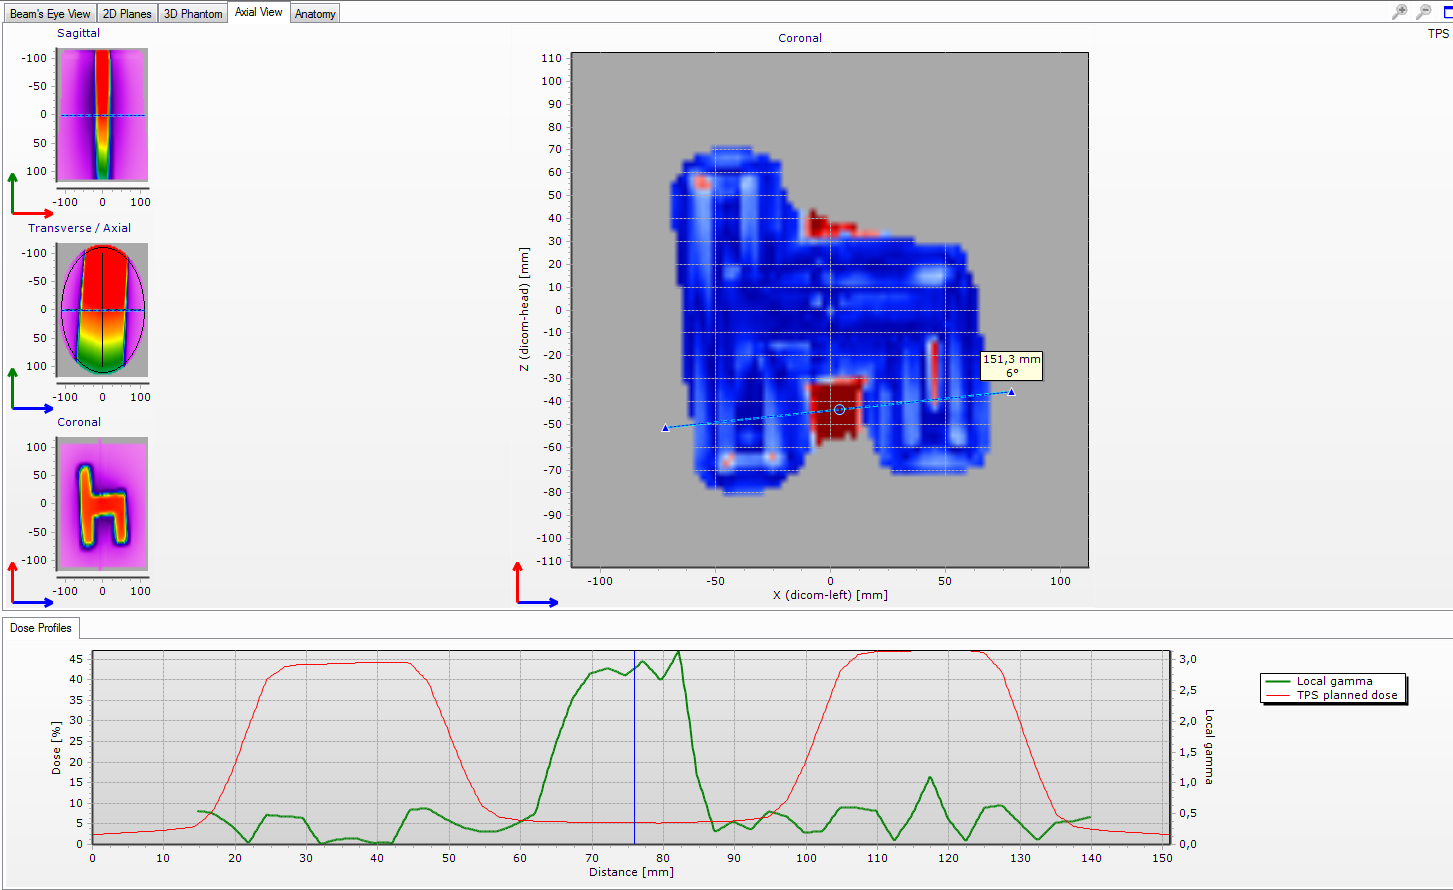 Beam's Eye View 2D Planes 3D Phantom Axial View Anatomy
TPS
Sagittal
-100
-50
0
50
100
-100 0 100
Transverse / Axial
-100
-50
0
50
100
-100 0 100
Coronal
100
50
0
-50
-100
-100 0 100
Coronal
110
100
90
80
70
60
50
40
30
20
10
0
-10
-20
-30
-40
-50
-60
-70
-80
-90
-100
-110
Z (dicom-head) [mm]
151,3 mm
6°
-100 -50 0 50 100
X (dicom-left) [mm]
Dose Profiles
45
40
35
30
25
20
15
10
5
0
Dose [%]
3,0
2,5
2,0
1,5
1,0
0,5
0,0
Local gamma
0 10 20 30 40 50 60 70 80 90 100 110 120 130 140 150
Distance [mm]
Local gamma
TPS planned dose